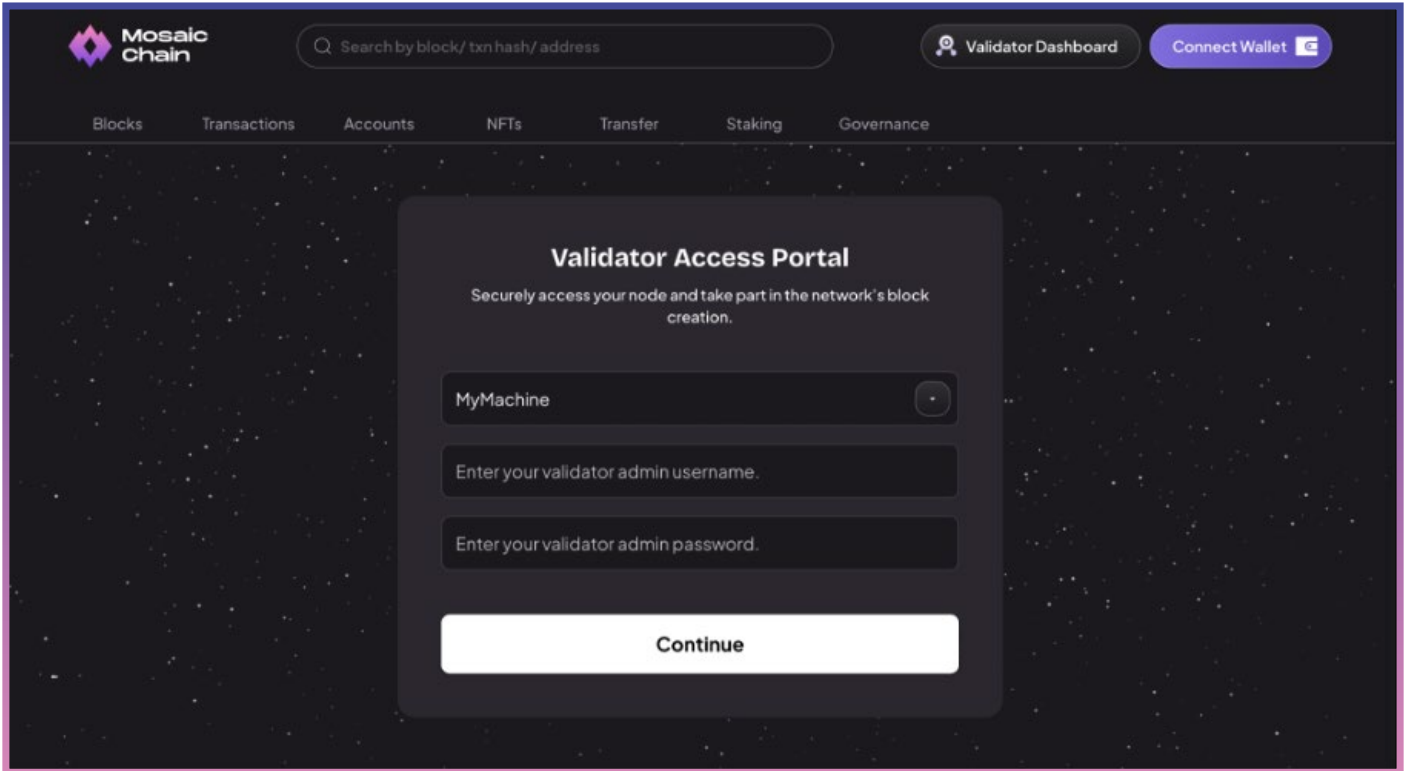 Mosaic
Chain
Search by block/ txn hash/ address
Validator Dashboard
Connect Wallet
Blocks Transactions Accounts NFTs Transfer Staking Governance
Validator Access Portal
Securely access your node and take part in the network's block
creation.
MyMachine
Enter your validator admin username.
Enter your validator admin password.
Continue